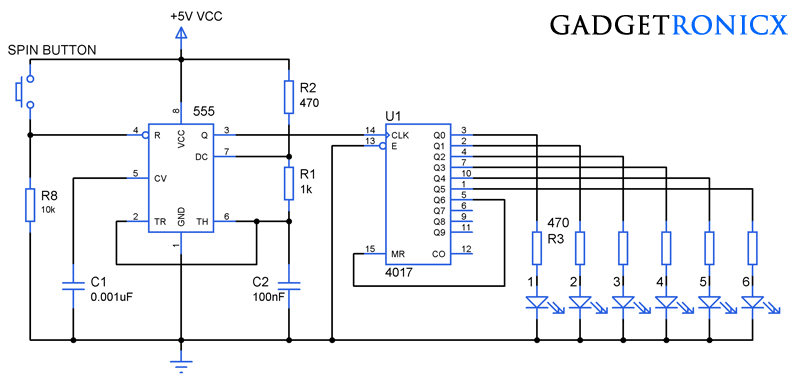 GADGETRONICX
+5V VCC
SPIN BUTTON
R2
470
555
U1
8
VCC
4
R
Q
3
14
CLK
13
E
Q0
3
Q1
2
Q2
4
Q3
7
Q4
10
Q5
1
Q6
5
Q7
6
Q8
9
Q9
11
DC
7
5
CV
R1
1k
R8
10k
2
TR
GND
TH
6
1
15
MR
CO
12
4017
470
R3
C1
0.001uF
C2
100nF
1
2
3
4
5
6